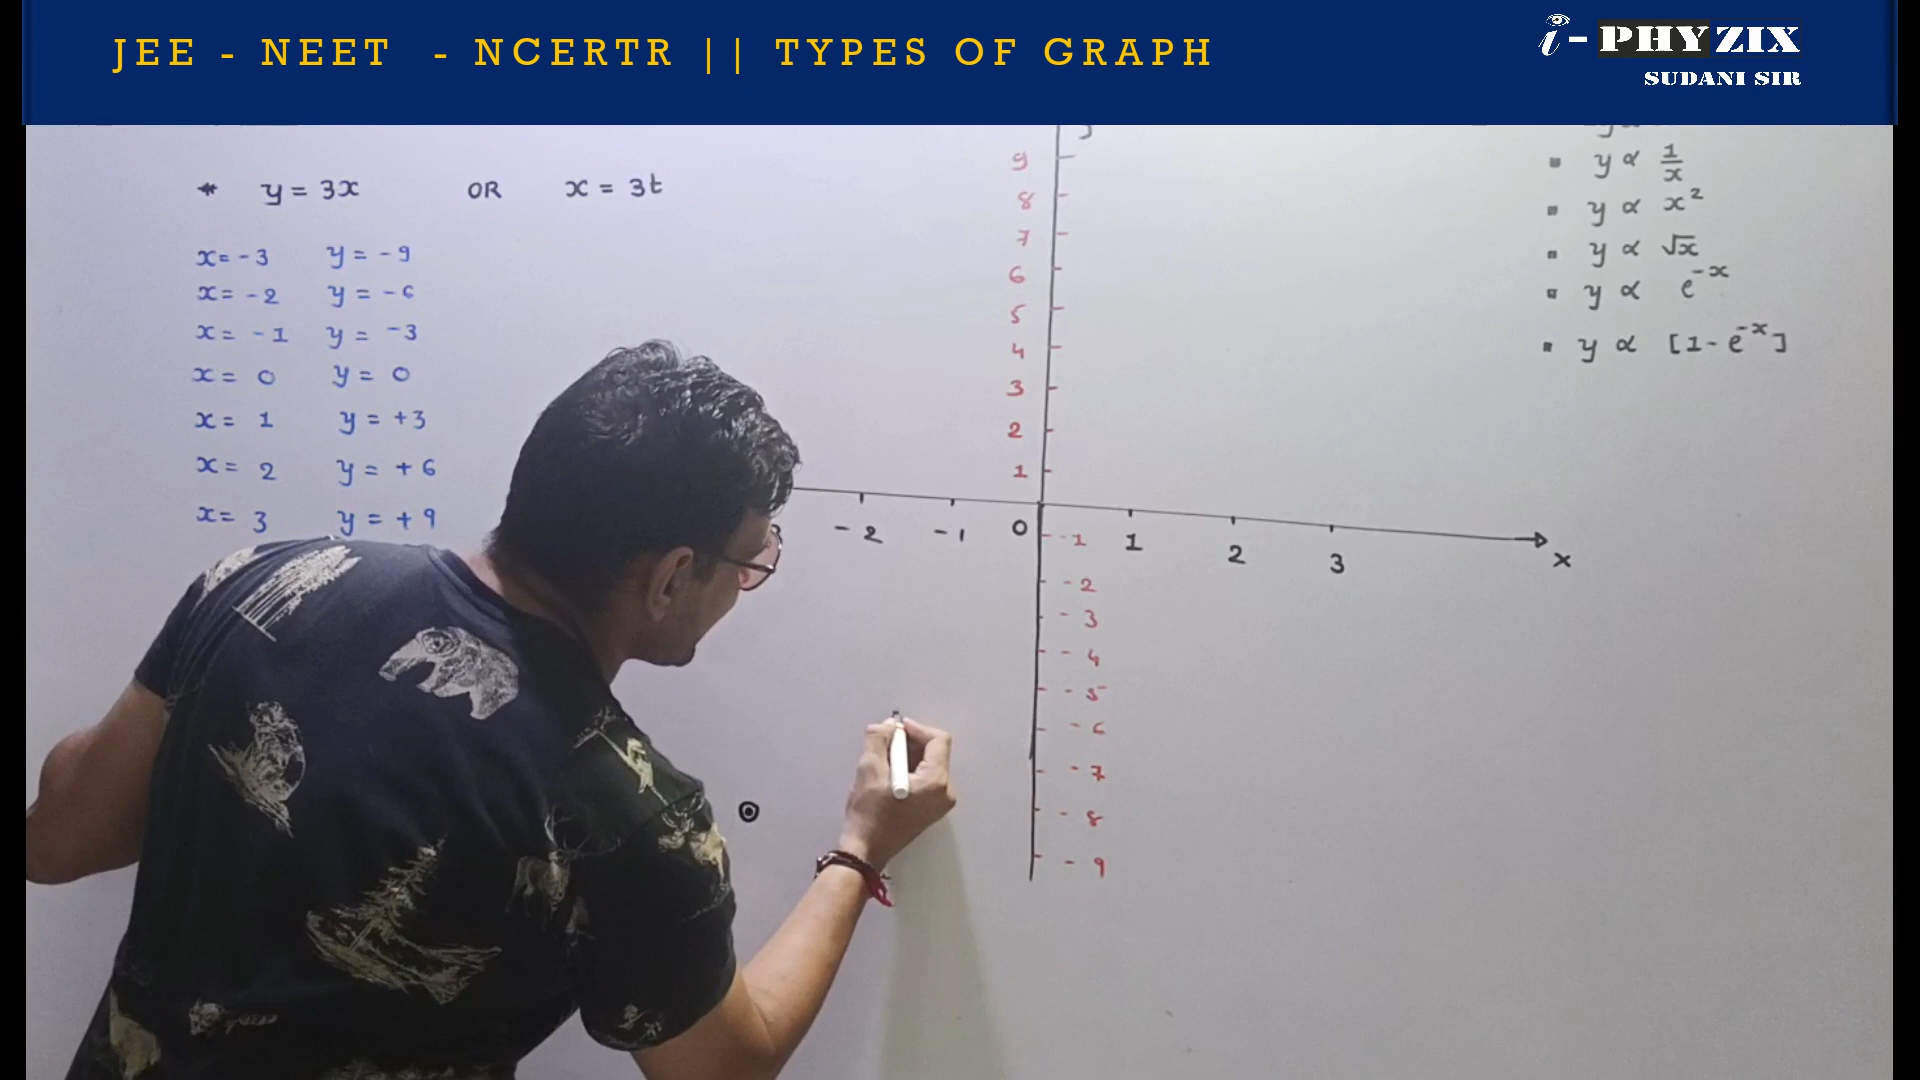 JEE - NEET - NCERTR || TYPES OF GRAPH
i-PHYZIX
SUDANI SIR
* y = 3x OR x = 3t
x = -3 y = -9
x = -2 y = -6
x = -1 y = -3
x = 0 y = 0
x = 1 y = +3
x = 2 y = +6
x = 3 y = +9
9
8
7
6
5
4
3
2
1
-2 -1 0 1 2 3 x
-1
-2
-3
-4
-5
-6
-7
-8
-9
▪ y ∝ 1/x
▪ y ∝ x²
▪ y ∝ √x
▪ y ∝ e⁻ˣ
▪ y ∝ [1-e⁻ˣ]